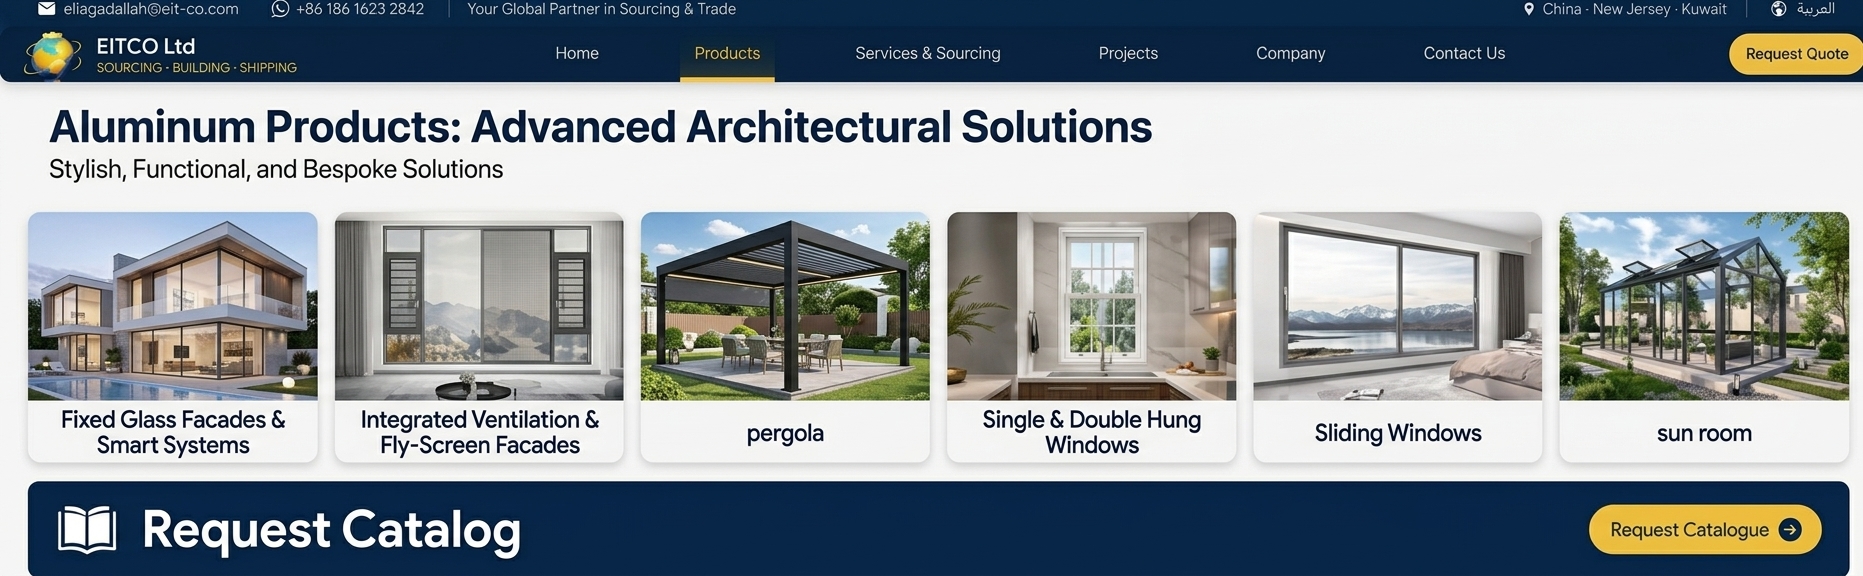 eliagadallah@eit-co.com
+86 186 1623 2842
Your Global Partner in Sourcing & Trade
China · New Jersey · Kuwait
العربية
EITCO Ltd
SOURCING - BUILDING · SHIPPING
Home
Products
Services & Sourcing
Projects
Company
Contact Us
Request Quote
Aluminum Products: Advanced Architectural Solutions
Stylish, Functional, and Bespoke Solutions
Fixed Glass Facades &
Smart Systems
Integrated Ventilation &
Fly-Screen Facades
pergola
Single & Double Hung
Windows
Sliding Windows
sun room
Request Catalog
Request Catalogue